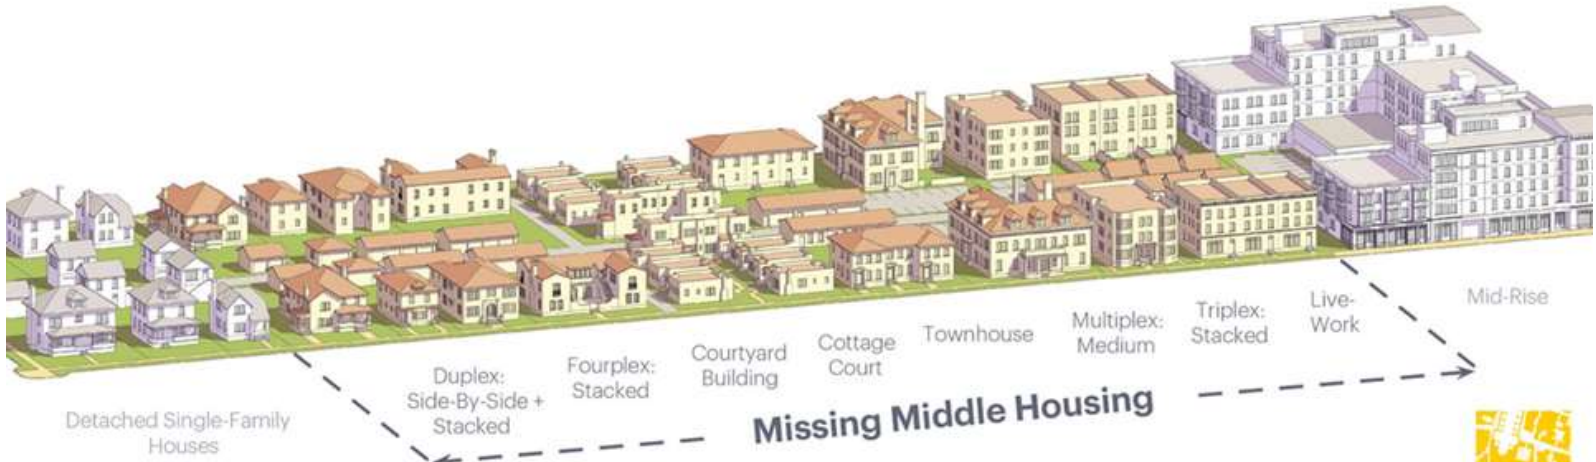 Detached Single-Family
Houses
Duplex:
Side-By-Side +
Stacked
Fourplex:
Stacked
Courtyard
Building
Cottage
Court
Townhouse
Multiplex:
Medium
Triplex:
Stacked
Live-
Work
Mid-Rise
Missing Middle Housing